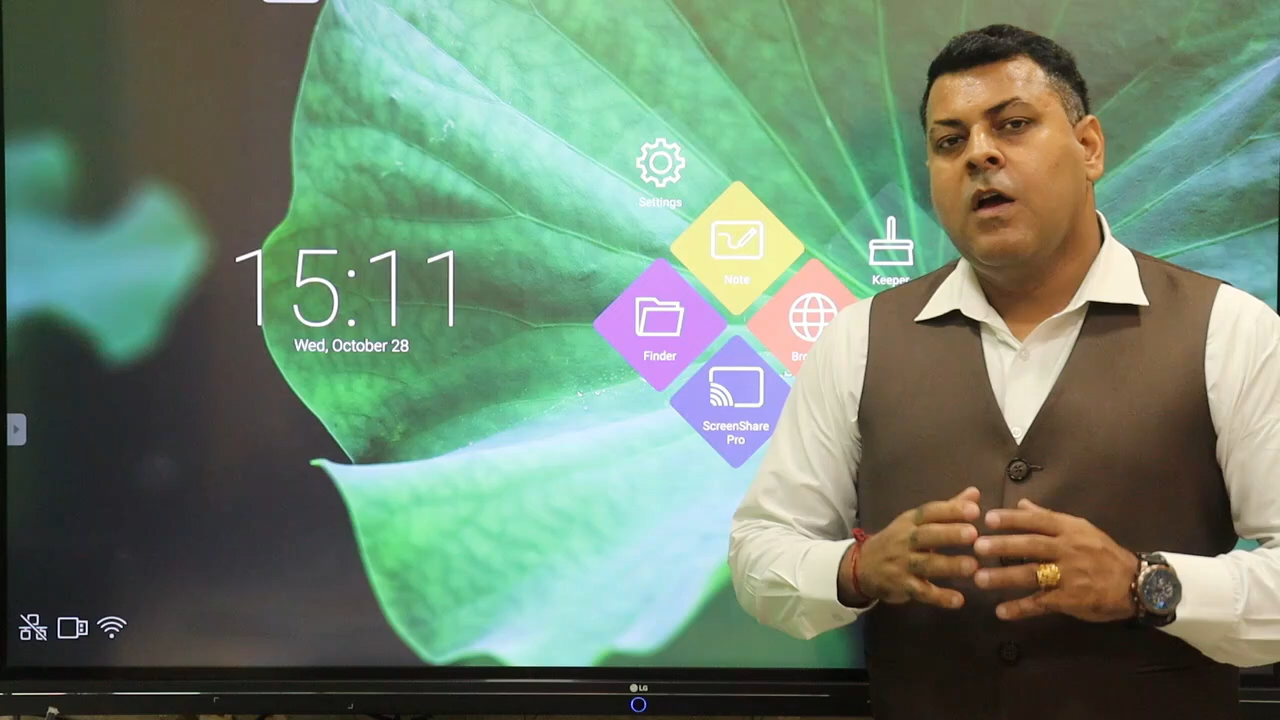 Settings
Note
Keeper
15:11
Wed, October 28
Finder
ScreenShare
Pro
LG